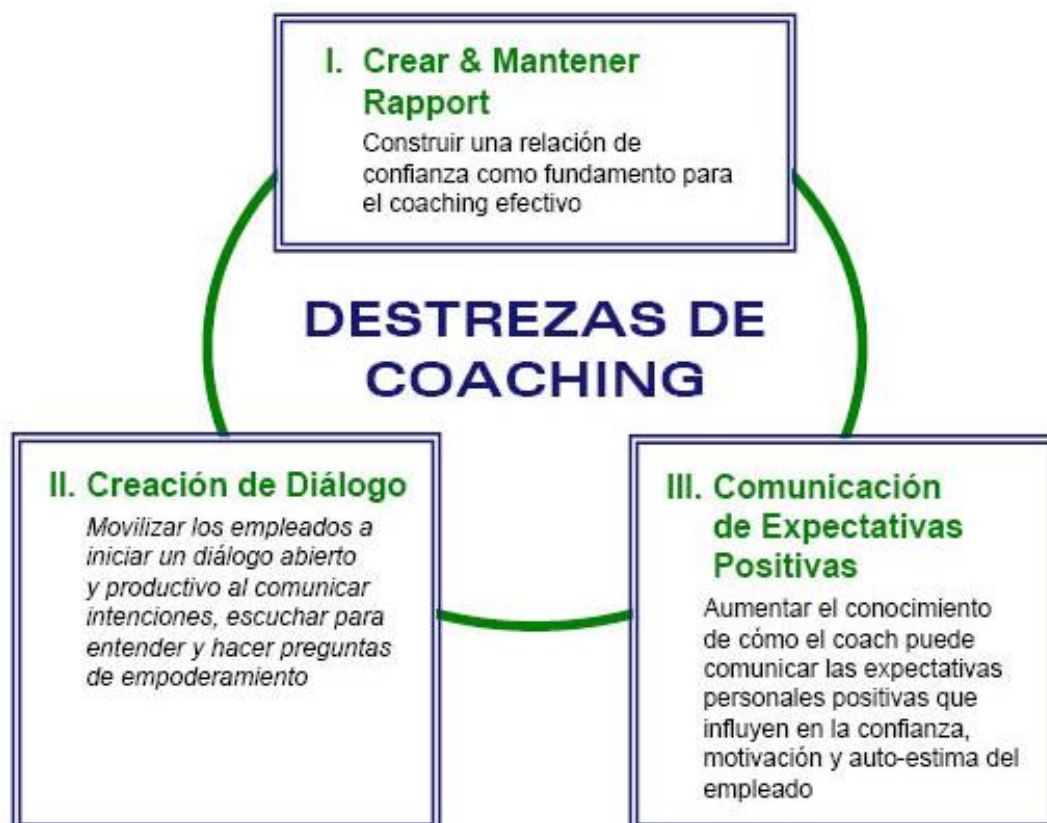 I. Crear & Mantener
Rapport
Construir una relación de
confianza como fundamento para
el coaching efectivo
DESTREZAS DE
COACHING
II. Creación de Diálogo
Movilizar los empleados a
iniciar un diálogo abierto
y productivo al comunicar
intenciones, escuchar para
entender y hacer preguntas
de empoderamiento
III. Comunicación
de Expectativas
Positivas
Aumentar el conocimiento
de cómo el coach puede
comunicar las expectativas
personales positivas que
influyen en la confianza,
motivación y auto-estima del
empleado